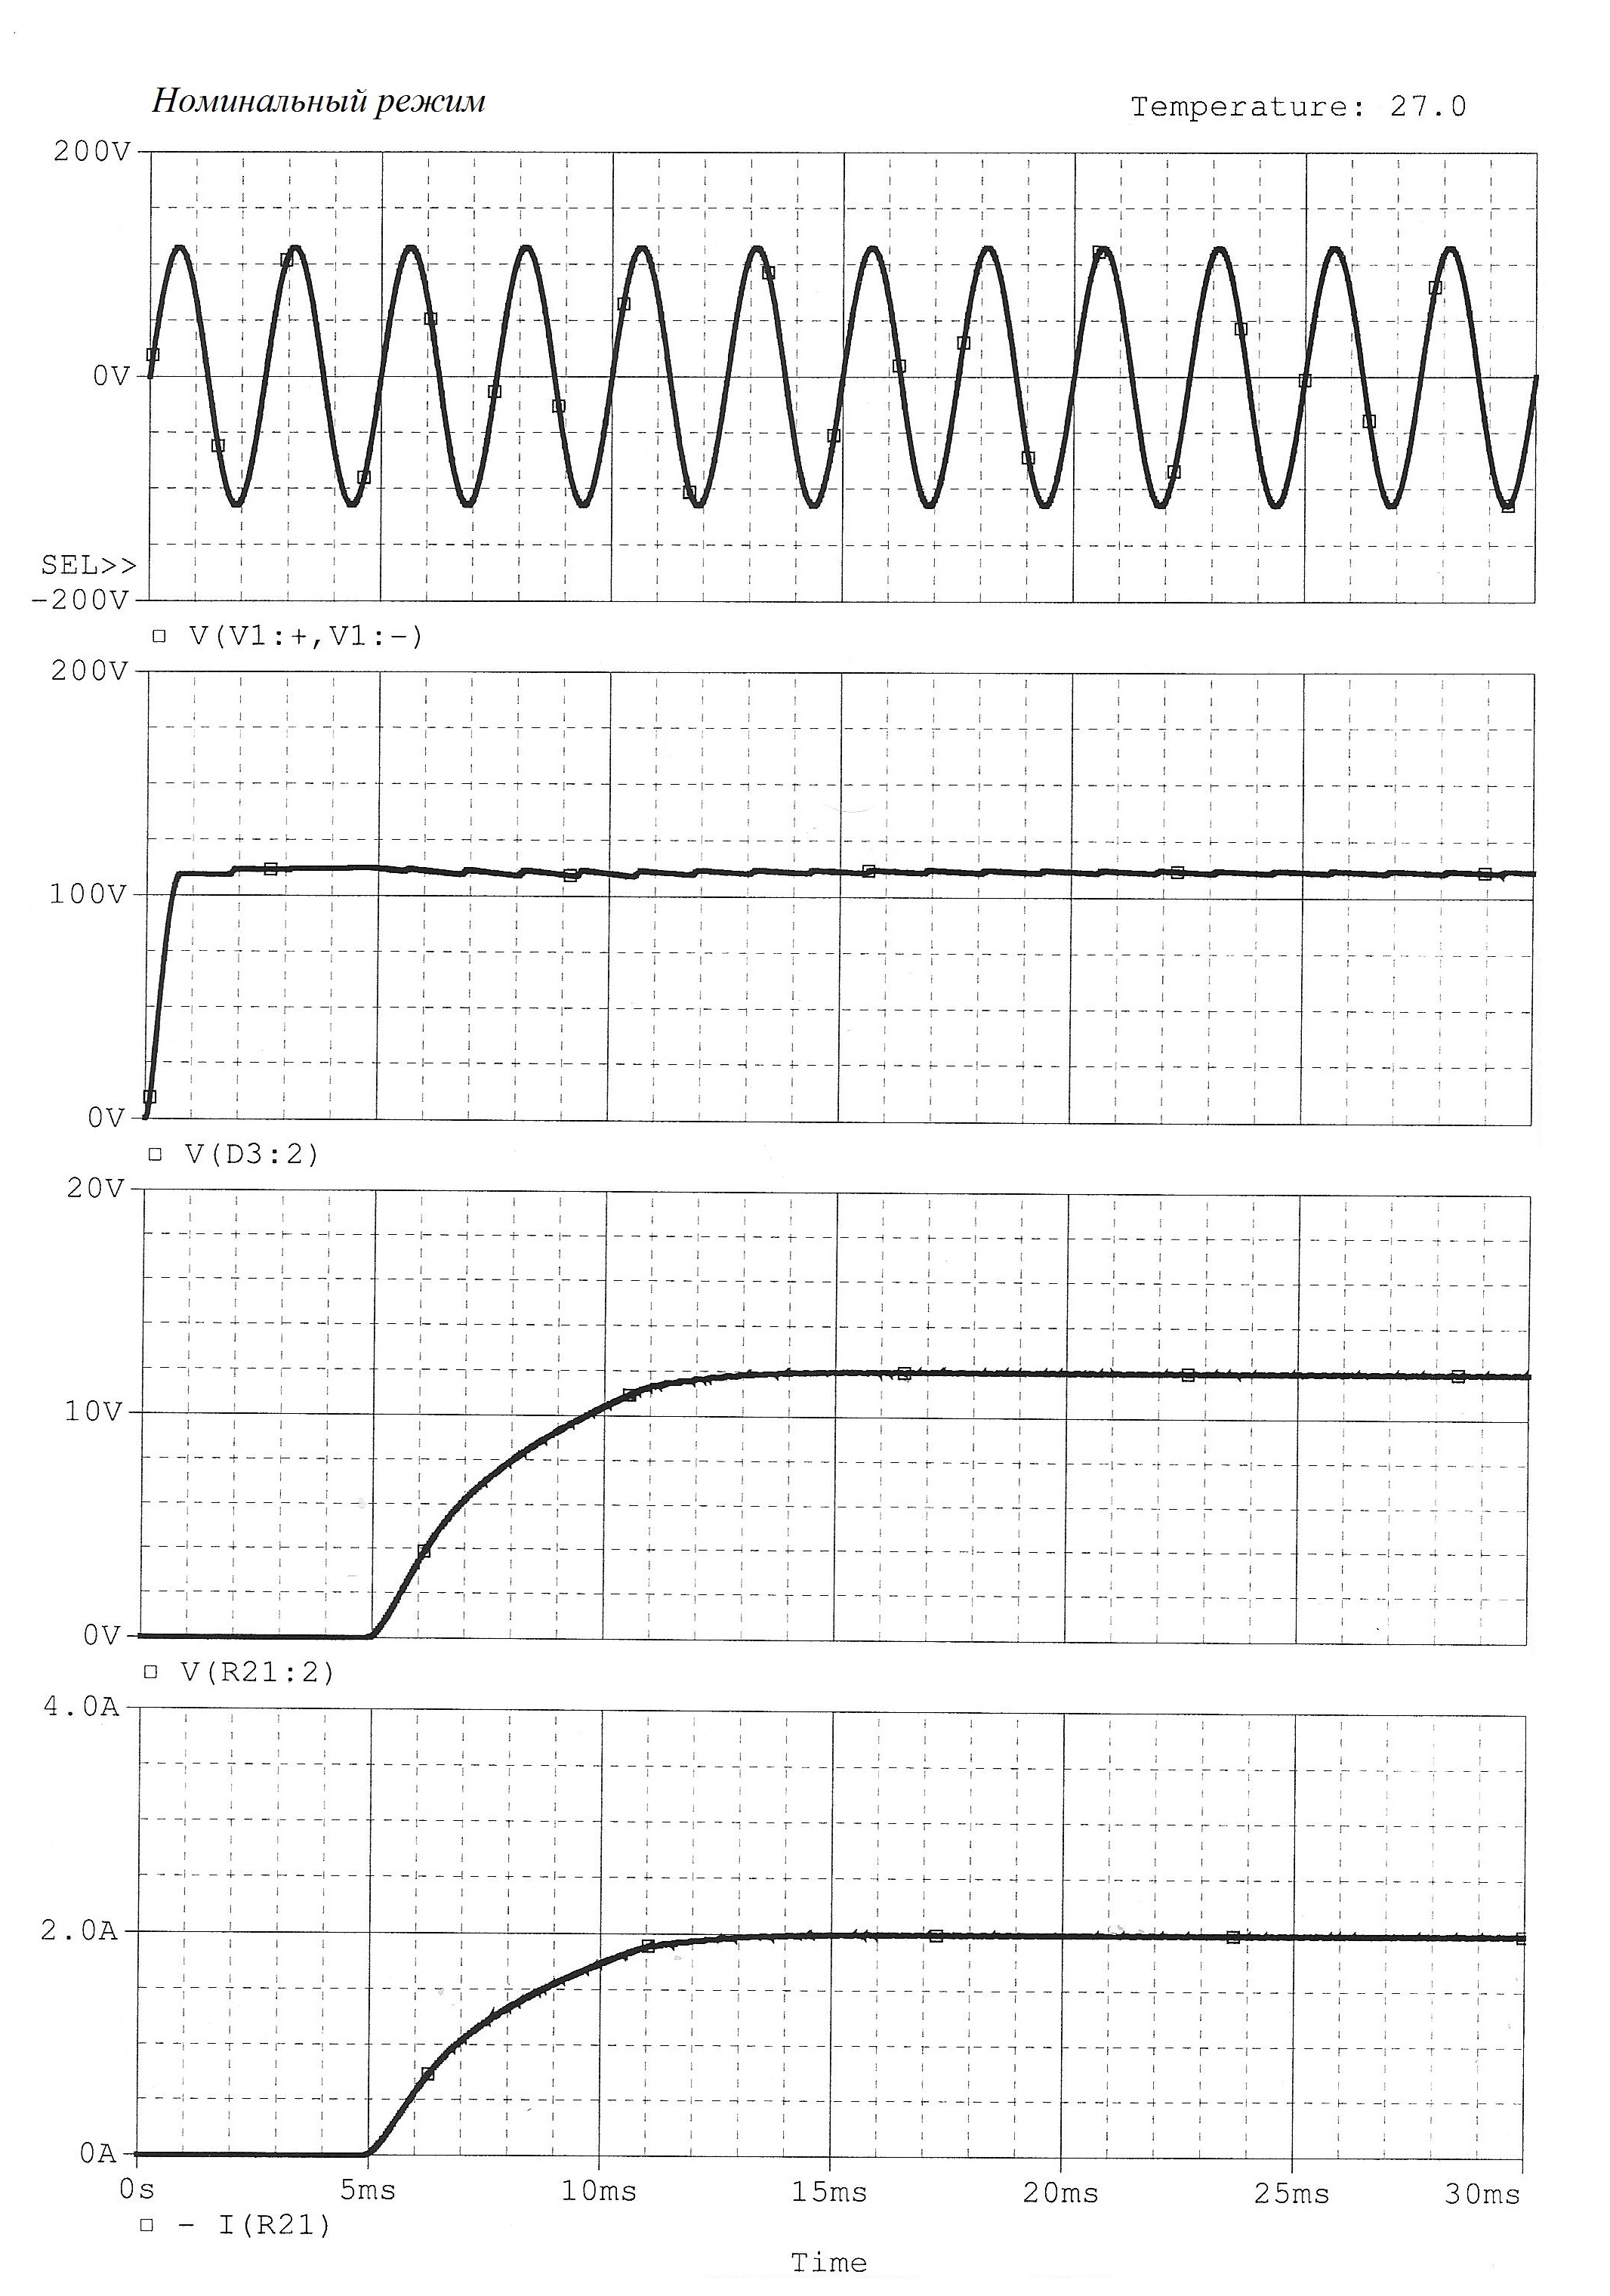 Номинальный режим
Temperature: 27.0
200V
0V
SEL>>
-200V
V(V1:+,V1:-)
200V
100V
0V
V(D3:2)
20V
10V
0V
V(R21:2)
4.0A
2.0A
0A
0s 5ms 10ms 15ms 20ms 25ms 30ms
- I(R21)
Time